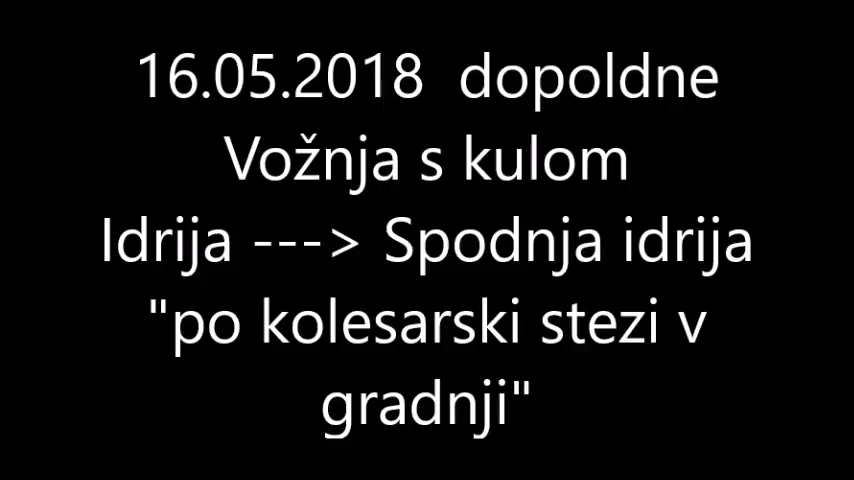 16.05.2018  dopoldne
Vožnja s kulom
Idrija ---> Spodnja idrija
"po kolesarski stezi v
gradnji"